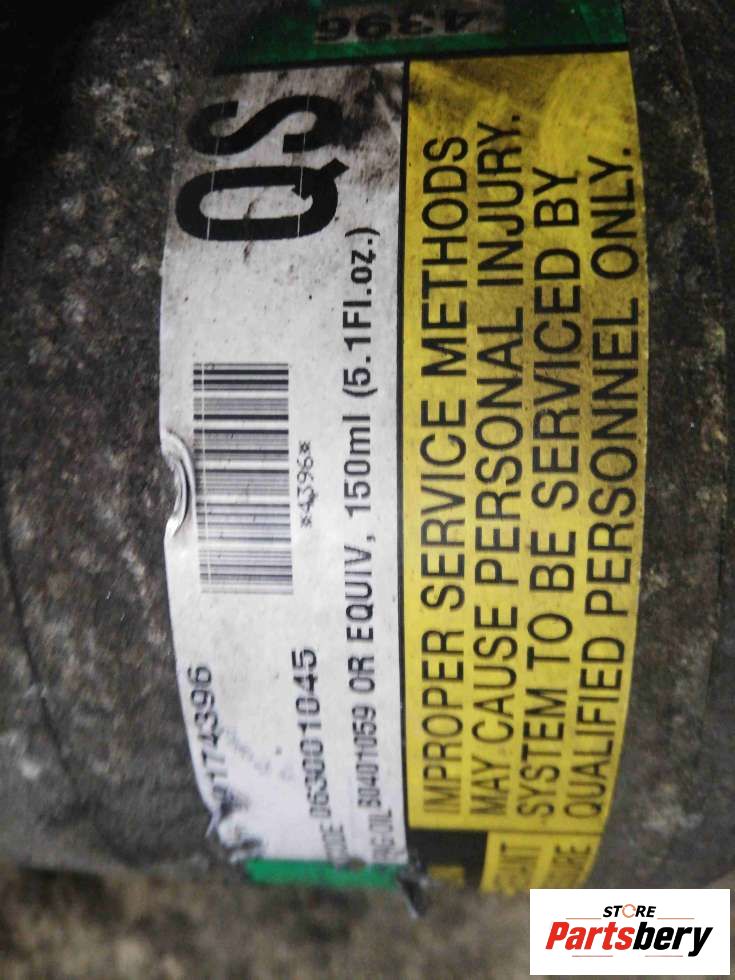 4396
QS
*4396*
150ml (5.1Fl.oz.)
OR EQUIV,
0630001045
B0401059
IMPROPER SERVICE METHODS
MAY CAUSE PERSONAL INJURY.
SYSTEM TO BE SERVICED BY
QUALIFIED PERSONNEL ONLY.
STORE
Partsbery